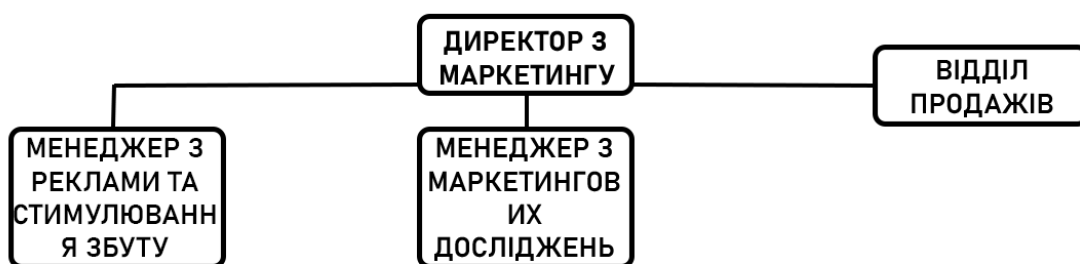 ДИРЕКТОР З
МАРКЕТИНГУ
ВІДДІЛ
ПРОДАЖІВ
МЕНЕДЖЕР З
РЕКЛАМИ ТА
СТИМУЛЮВАНН
Я ЗБУТУ
МЕНЕДЖЕР З
МАРКЕТИНГОВ
ИХ
ДОСЛІДЖЕНЬ